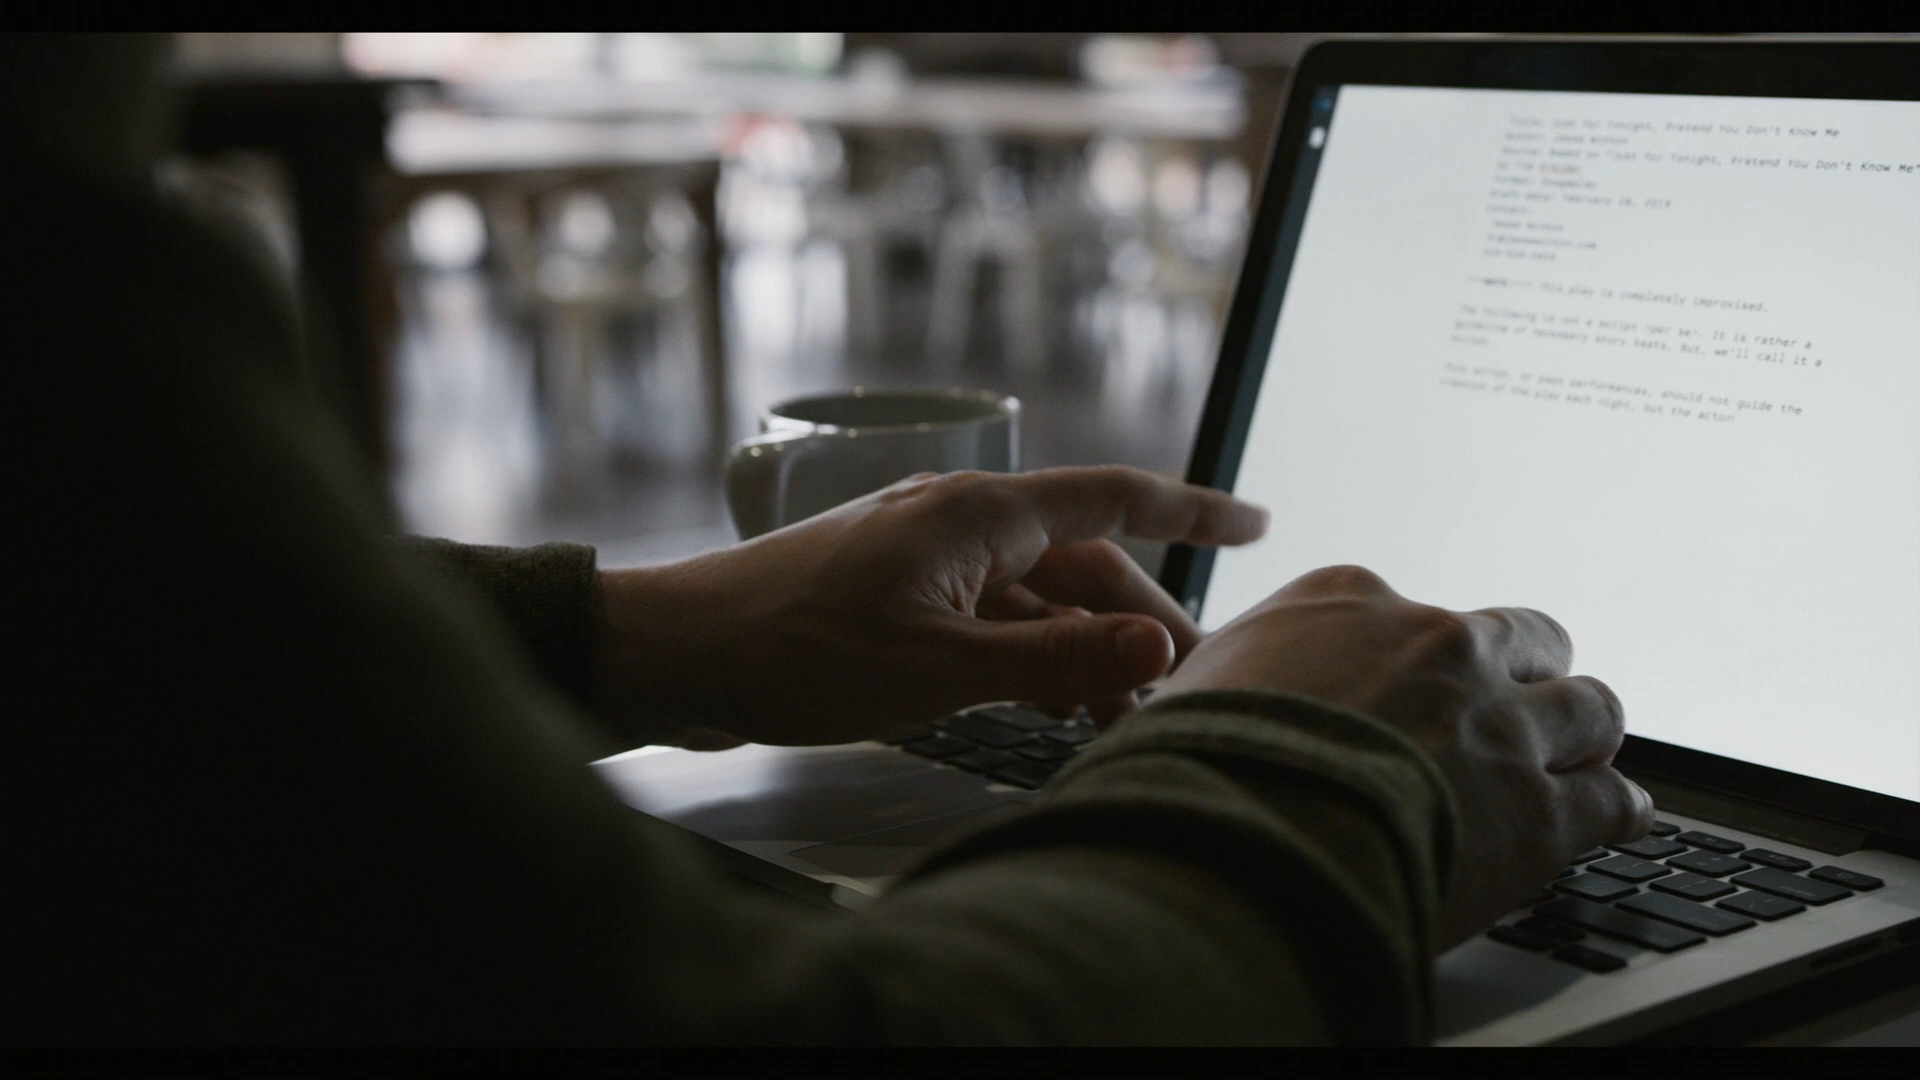 Title: Just for Tonight, Pretend You Don't Know Me
Author:
Source: Based on "Just for Tonight, Pretend You Don't Know Me"
by
Format:
Draft date: February 28, 2019
Contact:
This play is completely improvised.
The following is not a script "per se". It is rather a
guideline of necessary story beats. But, we'll call it a
script.
This script, or past performances, should not guide the
creation of the play each night, but the actor